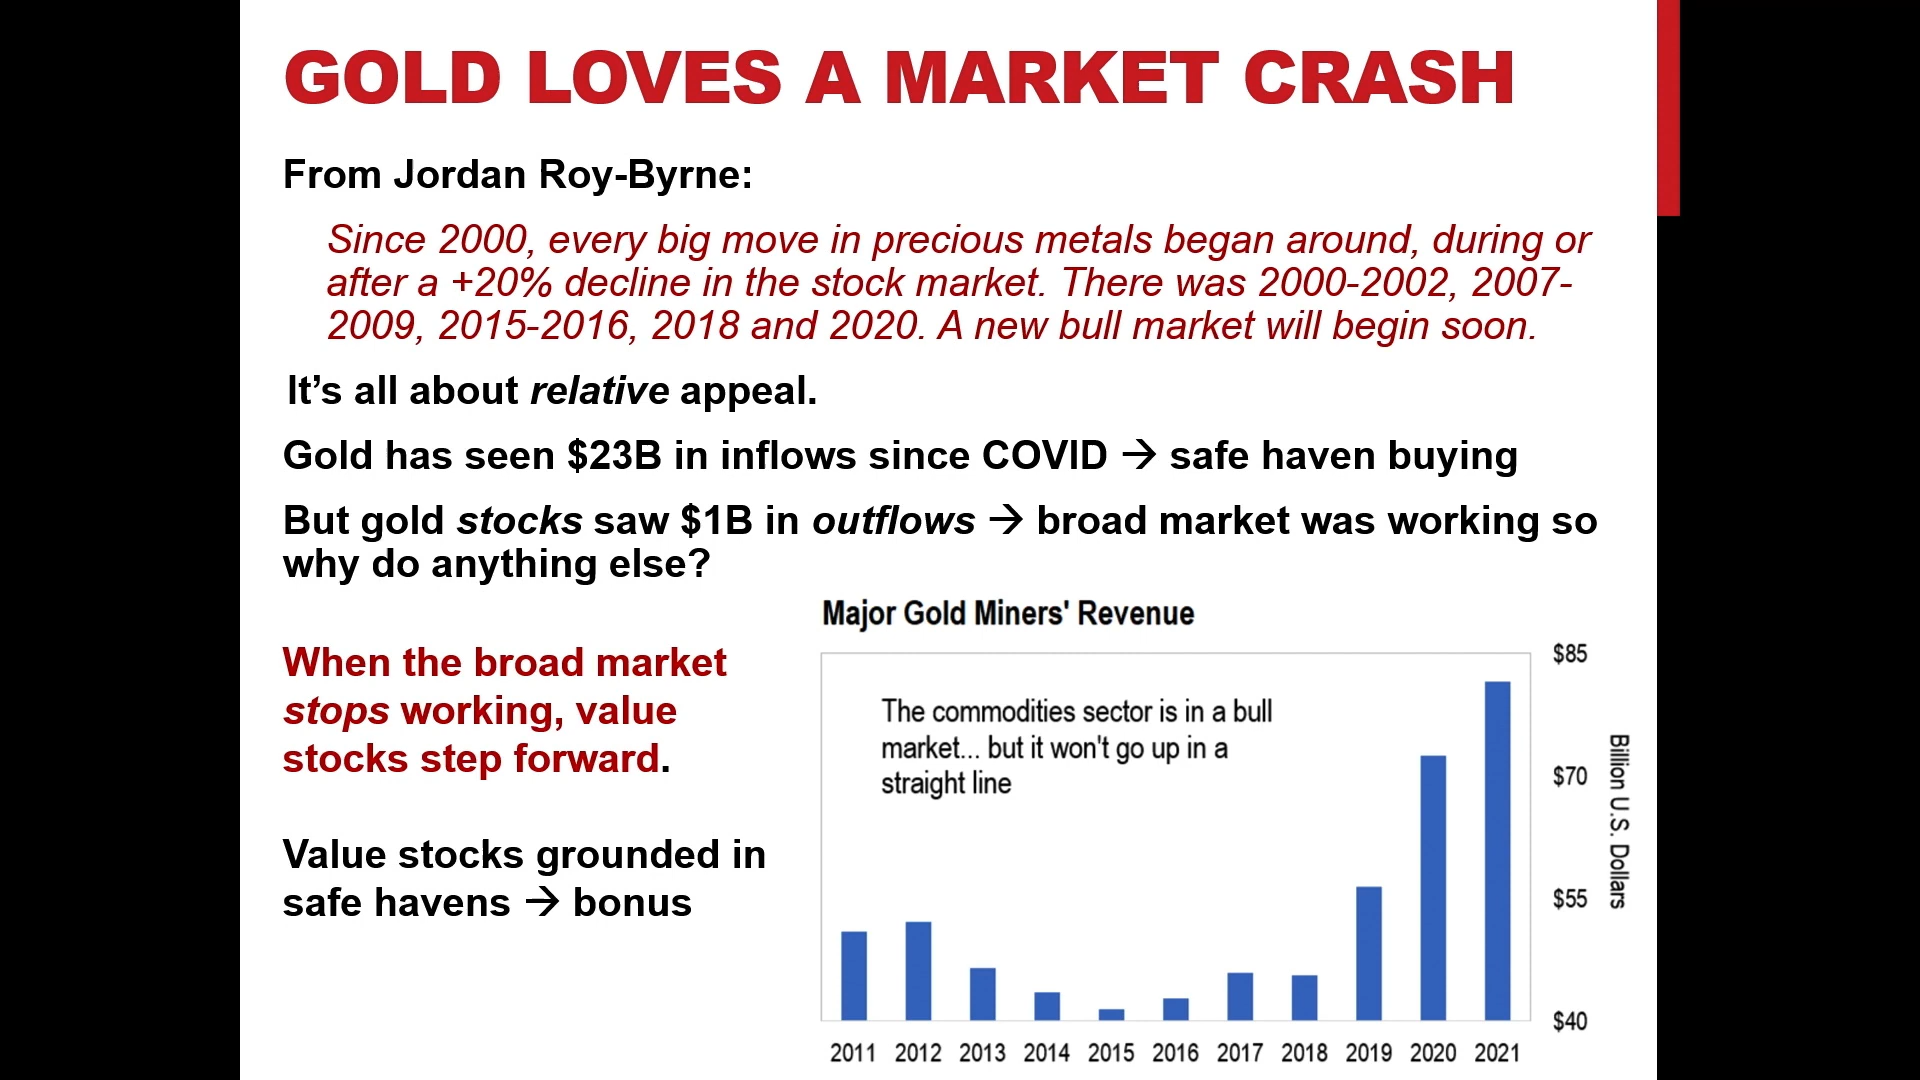 GOLD LOVES A MARKET CRASH
From Jordan Roy-Byrne:
Since 2000, every big move in precious metals began around, during or
after a +20% decline in the stock market. There was 2000-2002, 2007-
2009, 2015-2016, 2018 and 2020. A new bull market will begin soon.
It’s all about relative appeal.
Gold has seen $23B in inflows since COVID → safe haven buying
But gold stocks saw $1B in outflows → broad market was working so
why do anything else?
When the broad market
stops working, value
stocks step forward.
Value stocks grounded in
safe havens → bonus
Major Gold Miners' Revenue
The commodities sector is in a bull
market... but it won't go up in a
straight line
$85
$70
$55
$40
Billion U.S. Dollars
2011 2012 2013 2014 2015 2016 2017 2018 2019 2020 2021